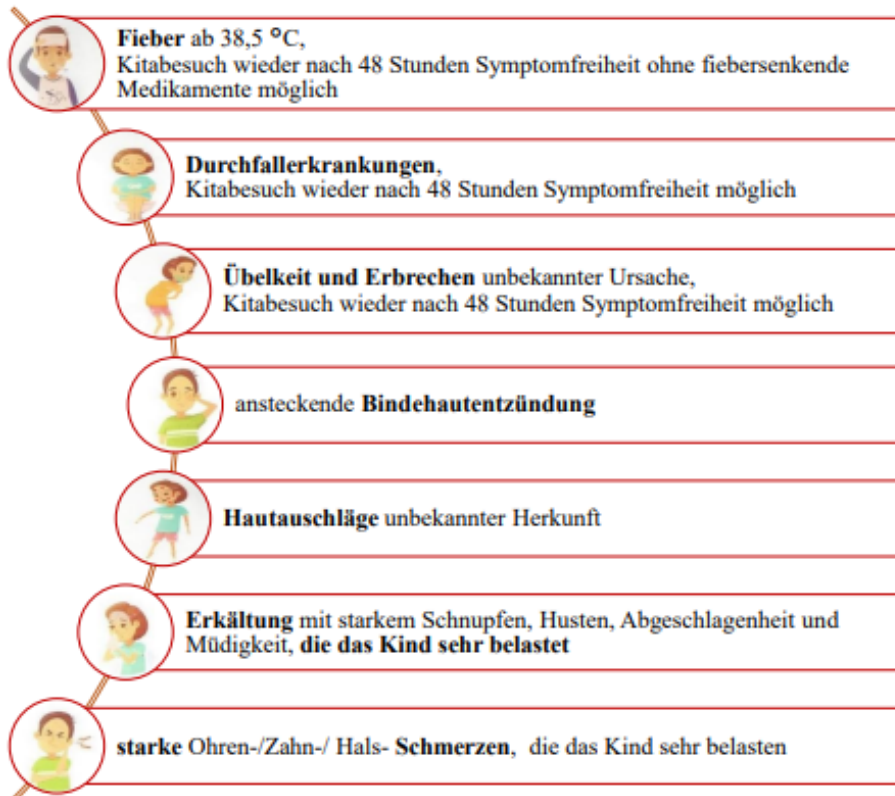 Fieber ab 38,5 °C,
Kitabesuch wieder nach 48 Stunden Symptomfreiheit ohne fiebersenkende
Medikamente möglich
Durchfallerkrankungen,
Kitabesuch wieder nach 48 Stunden Symptomfreiheit möglich
Übelkeit und Erbrechen unbekannter Ursache,
Kitabesuch wieder nach 48 Stunden Symptomfreiheit möglich
ansteckende Bindehautentzündung
Hautauschläge unbekannter Herkunft
Erkältung mit starkem Schnupfen, Husten, Abgeschlagenheit und
Müdigkeit, die das Kind sehr belastet
starke Ohren-/Zahn-/ Hals- Schmerzen, die das Kind sehr belasten